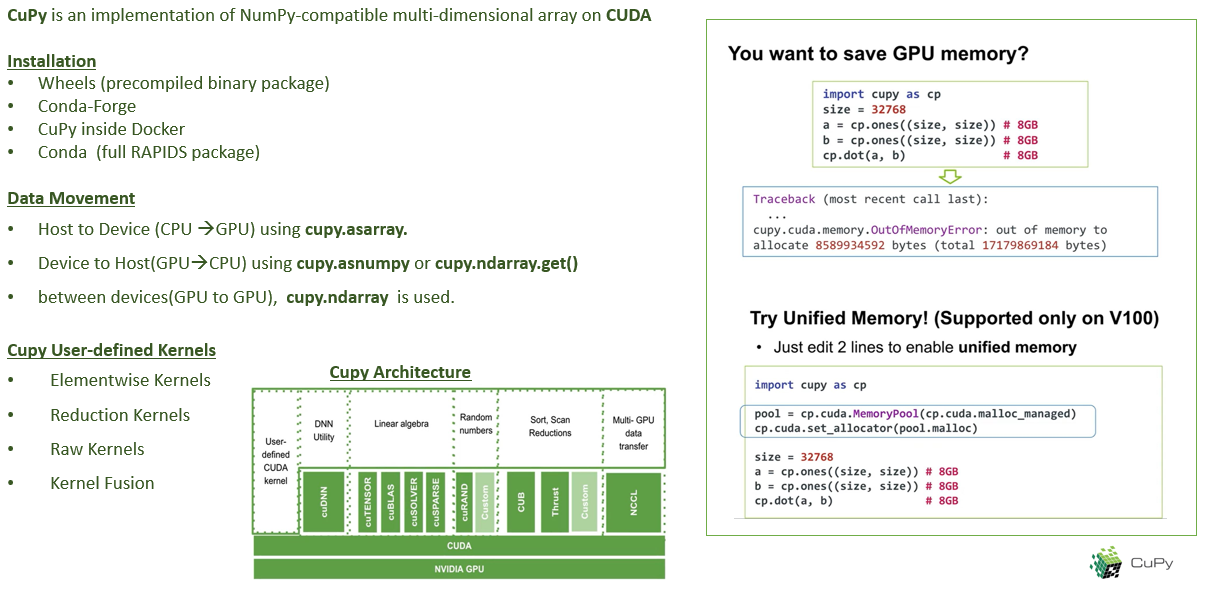 CuPy is an implementation of NumPy-compatible multi-dimensional array on CUDA
Installation
• Wheels (precompiled binary package)
• Conda-Forge
• CuPy inside Docker
• Conda (full RAPIDS package)
Data Movement
• Host to Device (CPU →GPU) using cupy.asarray.
• Device to Host(GPU→CPU) using cupy.asnumpy or cupy.ndarray.get()
• between devices(GPU to GPU), cupy.ndarray is used.
Cupy User-defined Kernels
• Elementwise Kernels
• Reduction Kernels
• Raw Kernels
• Kernel Fusion
Cupy Architecture
User-
defined
CUDA
kernel
DNN
Utility
Linear algebra
Random
numbers
Sort, Scan
Reductions
Multi- GPU
data
transfer
cuDNN
cuTENSOR
cuBLAS
cuSOLVER
cuSPARSE
cuRAND
Custom
CUB
Thrust
Custom
NCCL
CUDA
NVIDIA GPU
You want to save GPU memory?
import cupy as cp
size = 32768
a = cp.ones((size, size)) # 8GB
b = cp.ones((size, size)) # 8GB
cp.dot(a, b) # 8GB
Traceback (most recent call last):
...
cupy.cuda.memory.OutOfMemoryError: out of memory to
allocate 8589934592 bytes (total 17179869184 bytes)
Try Unified Memory! (Supported only on V100)
• Just edit 2 lines to enable unified memory
import cupy as cp
pool = cp.cuda.MemoryPool(cp.cuda.malloc_managed)
cp.cuda.set_allocator(pool.malloc)
size = 32768
a = cp.ones((size, size)) # 8GB
b = cp.ones((size, size)) # 8GB
cp.dot(a, b) # 8GB
CuPy